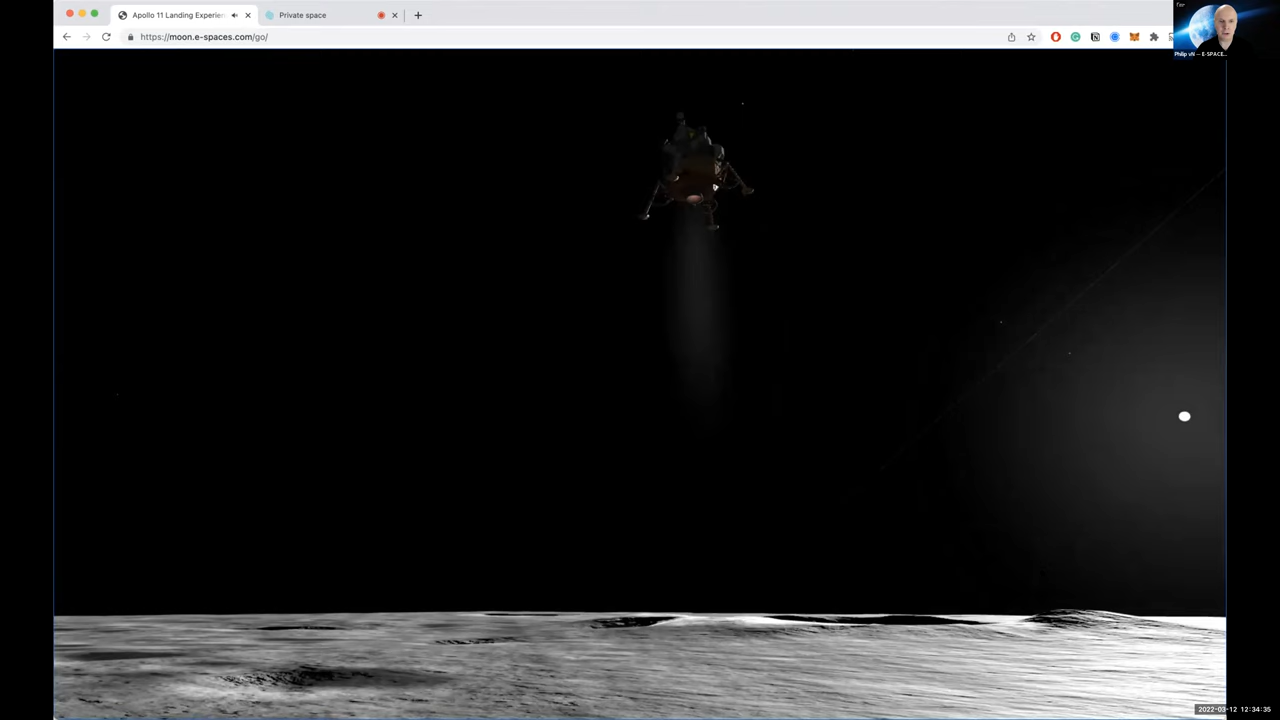 Apollo 11 Landing Experien
Private space
https://moon.e-spaces.com/go/
Philip vN — E-SPACE...
2022-03-12 12:34:35